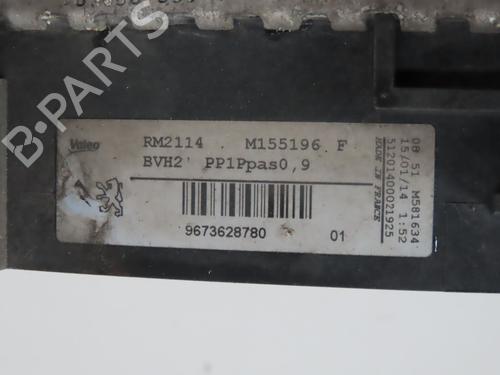 Valeo
RM2114 M155196 F
BVH2' PP1Ppas0,9
9673628780 01
08 51 M581634
15/01/14 1:52
512014000021925
MADE IN FRANCE
B-PARTS